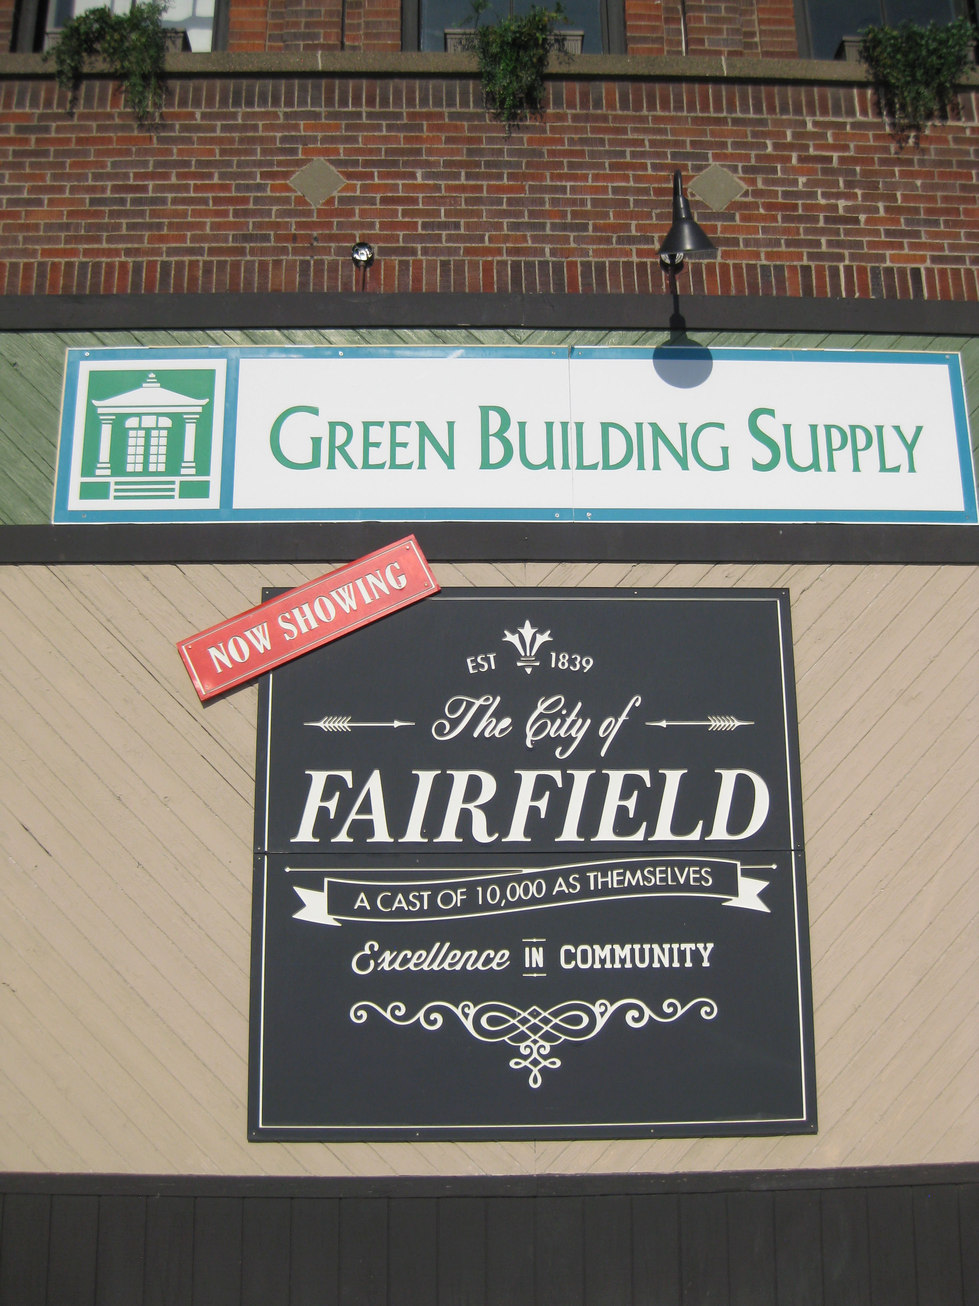 GREEN BUILDING SUPPLY
NOW SHOWING
EST 1839
The City of
FAIRFIELD
A CAST OF 10,000 AS THEMSELVES
Excellence IN COMMUNITY